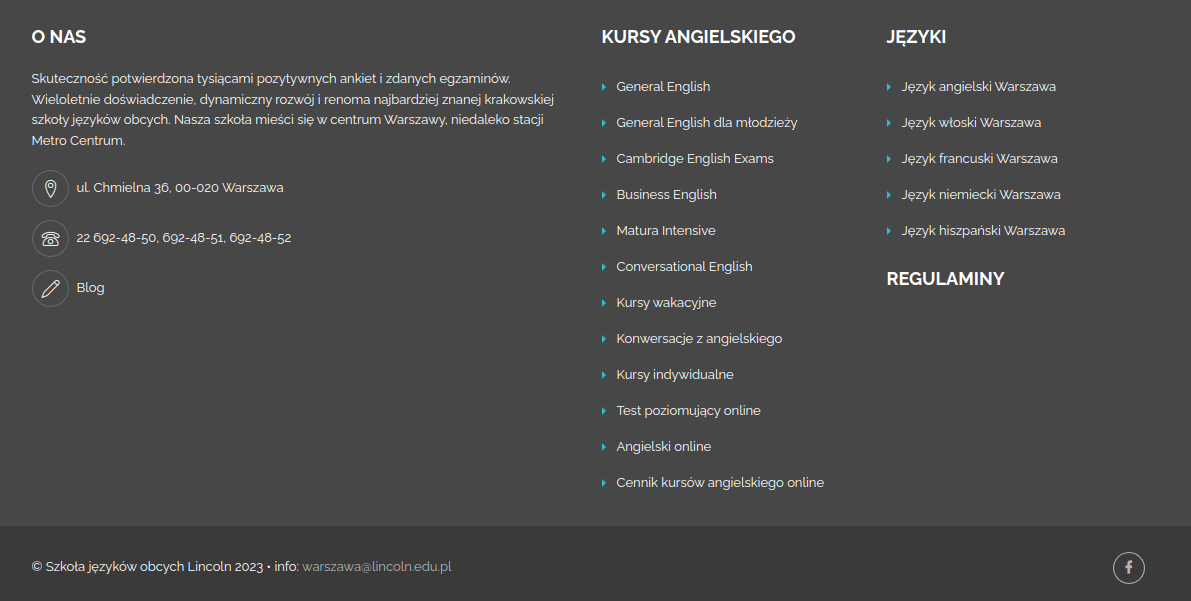 O NAS
Skuteczność potwierdzona tysiącami pozytywnych ankiet i zdanych egzaminów.
Wieloletnie doświadczenie, dynamiczny rozwój i renoma najbardziej znanej krakowskiej
szkoły języków obcych. Nasza szkoła mieści się w centrum Warszawy, niedaleko stacji
Metro Centrum.
ul. Chmielna 36, 00-020 Warszawa
22 692-48-50, 692-48-51, 692-48-52
Blog
KURSY ANGIELSKIEGO
General English
General English dla młodzieży
Cambridge English Exams
Business English
Matura Intensive
Conversational English
Kursy wakacyjne
Konwersacje z angielskiego
Kursy indywidualne
Test poziomujący online
Angielski online
Cennik kursów angielskiego online
JĘZYKI
Język angielski Warszawa
Język włoski Warszawa
Język francuski Warszawa
Język niemiecki Warszawa
Język hiszpański Warszawa
REGULAMINY
© Szkoła języków obcych Lincoln 2023 • info: warszawa@lincoln.edu.pl